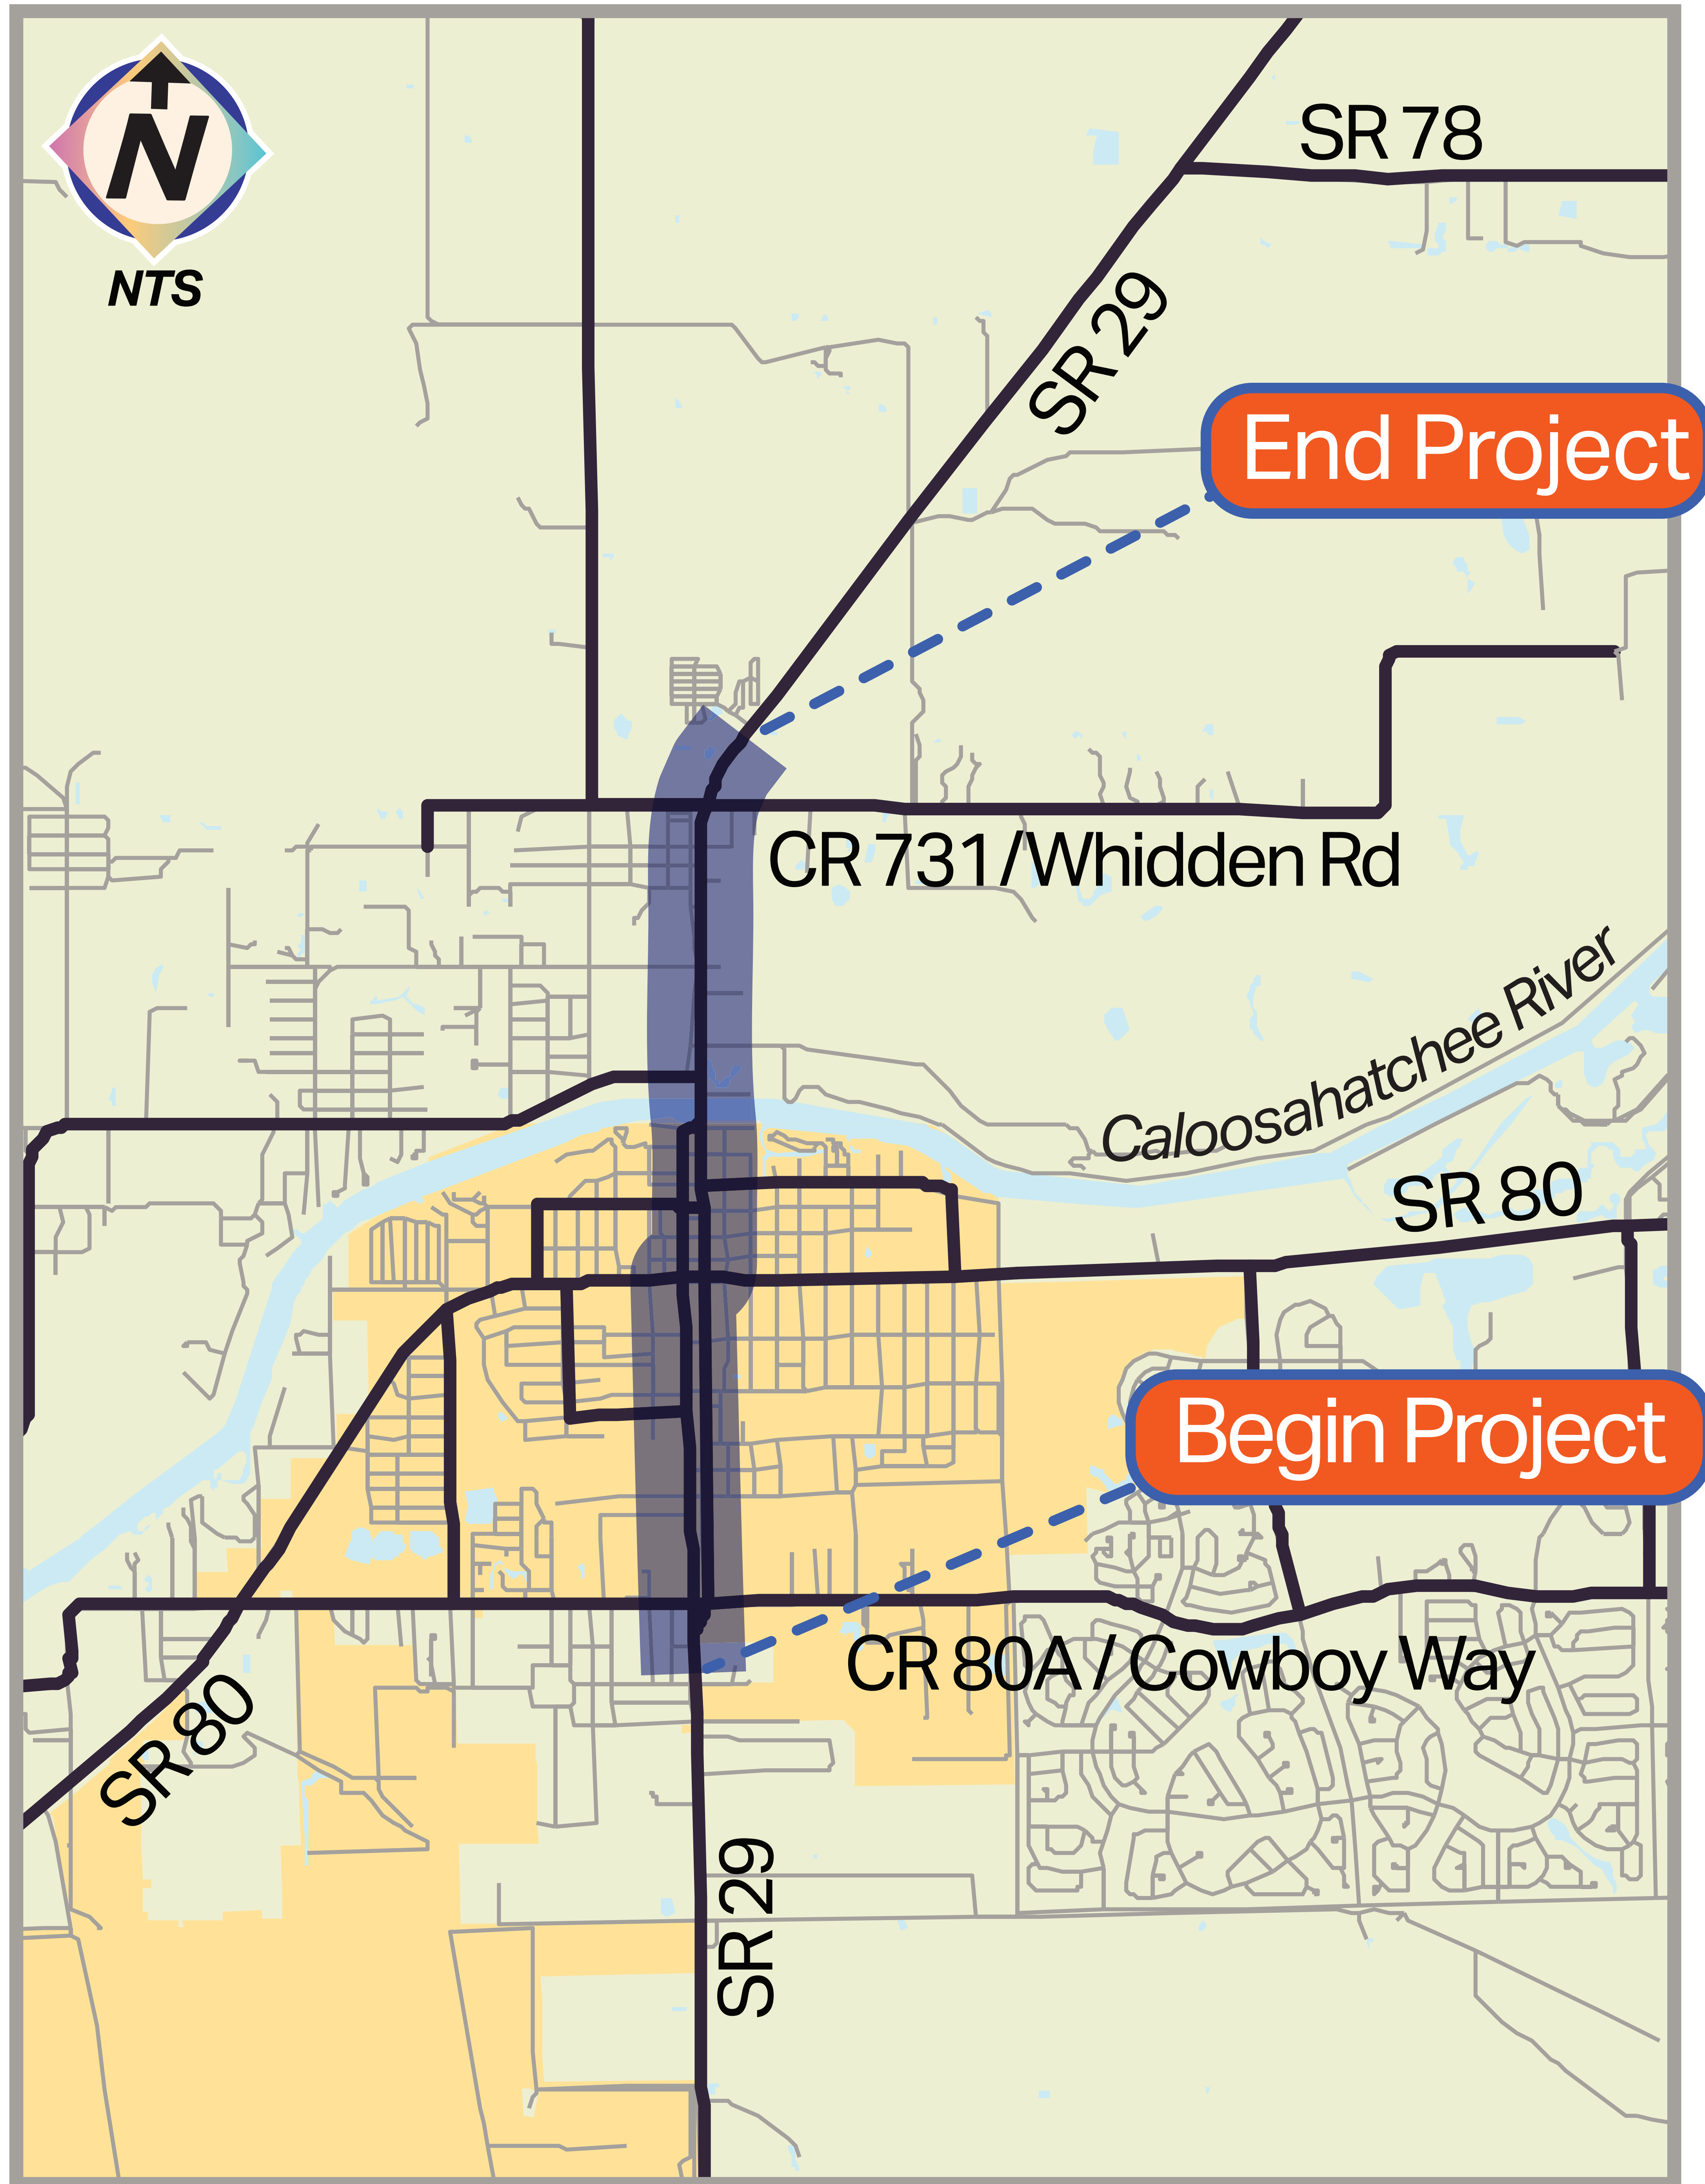 N
NTS
SR 78
SR 29
End Project
CR 731/Whidden Rd
Caloosahatchee River
SR 80
Begin Project
CR 80A / Cowboy Way
SR 80
SR 29